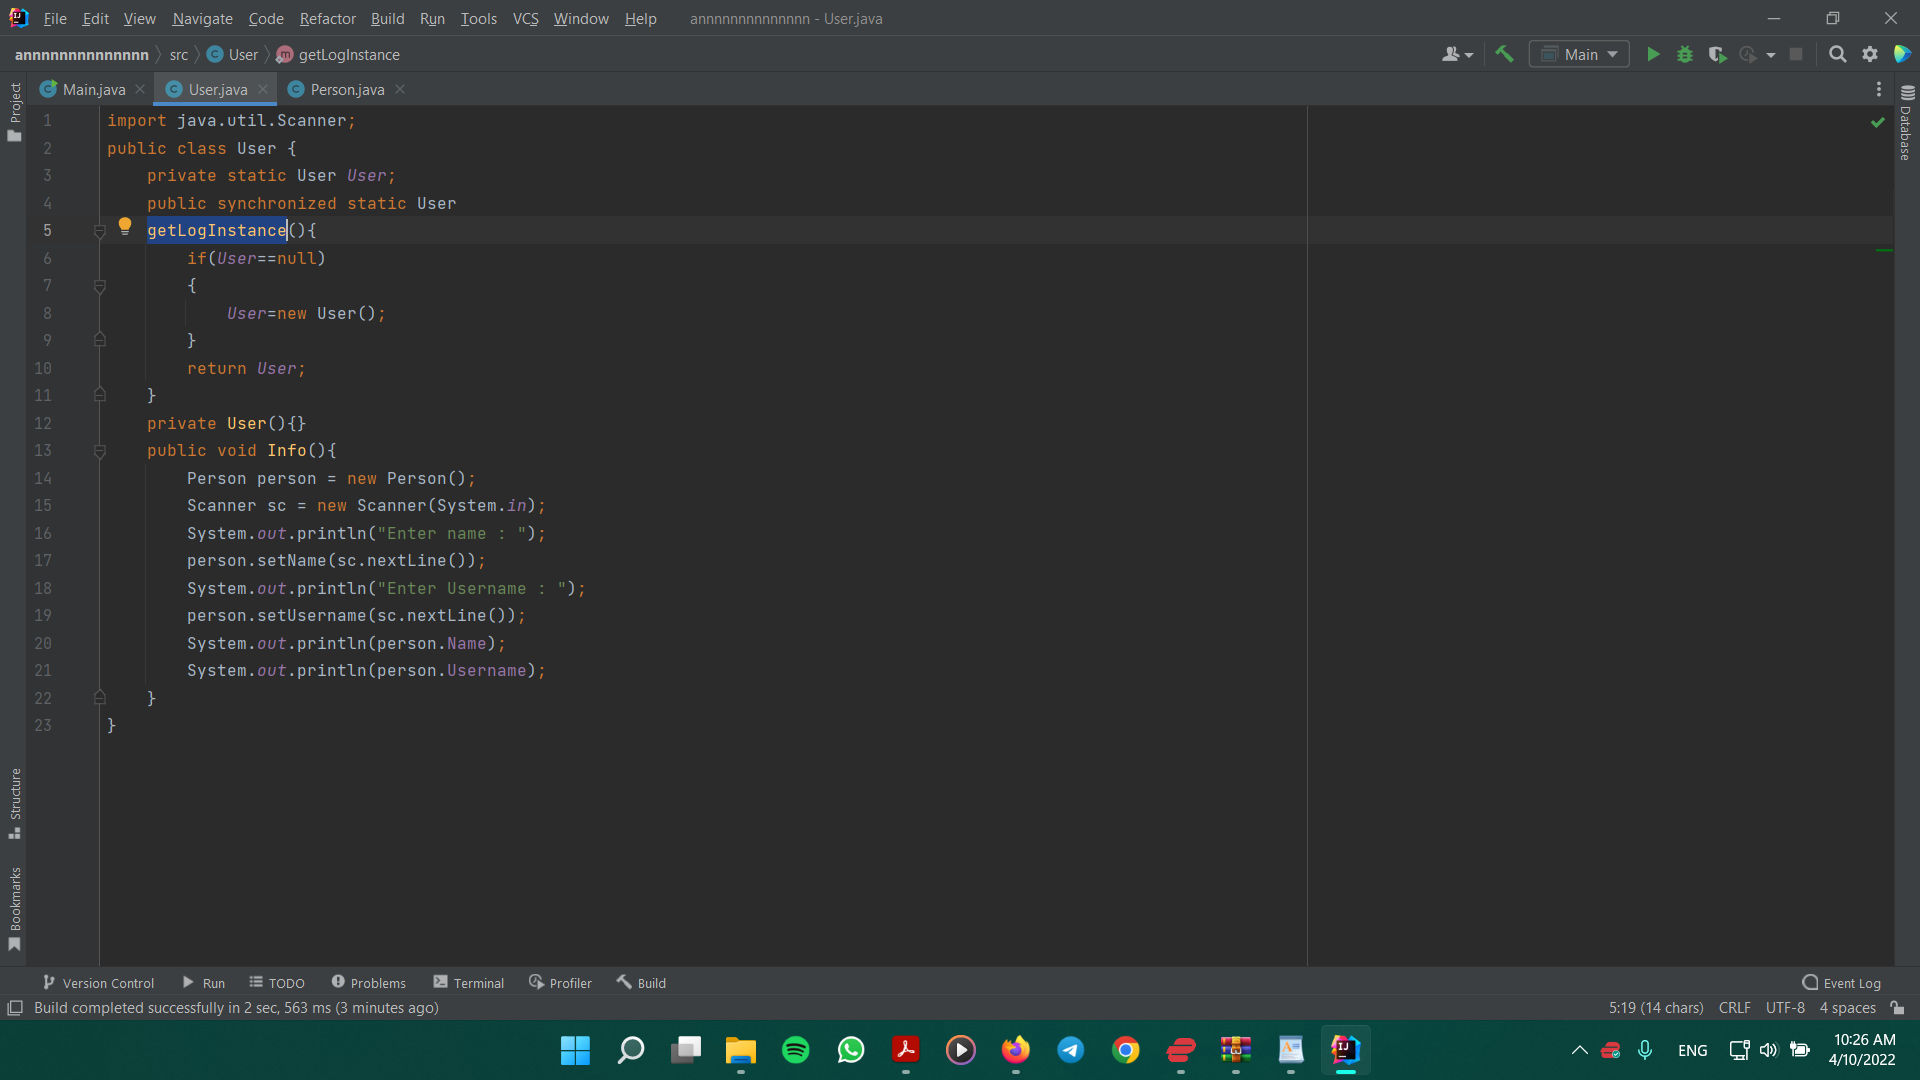 File Edit View Navigate Code Refactor Build Run Tools VCS Window Help annnnnnnnnnnnnn - User.java
annnnnnnnnnnnnn src User getLogInstance Main
Main.java User.java Person.java
Project
Database
1 import java.util.Scanner;
2 public class User {
3 private static User User;
4 public synchronized static User
5 getLogInstance(){
6 if(User==null)
7 {
8 User=new User();
9 }
10 return User;
11 }
12 private User(){}
13 public void Info(){
14 Person person = new Person();
15 Scanner sc = new Scanner(System.in);
16 System.out.println("Enter name : ");
17 person.setName(sc.nextLine());
18 System.out.println("Enter Username : ");
19 person.setUsername(sc.nextLine());
20 System.out.println(person.Name);
21 System.out.println(person.Username);
22 }
23 }
Structure
Bookmarks
Version Control Run TODO Problems Terminal Profiler Build Event Log
Build completed successfully in 2 sec, 563 ms (3 minutes ago) 5:19 (14 chars) CRLF UTF-8 4 spaces
ENG 10:26 AM
4/10/2022